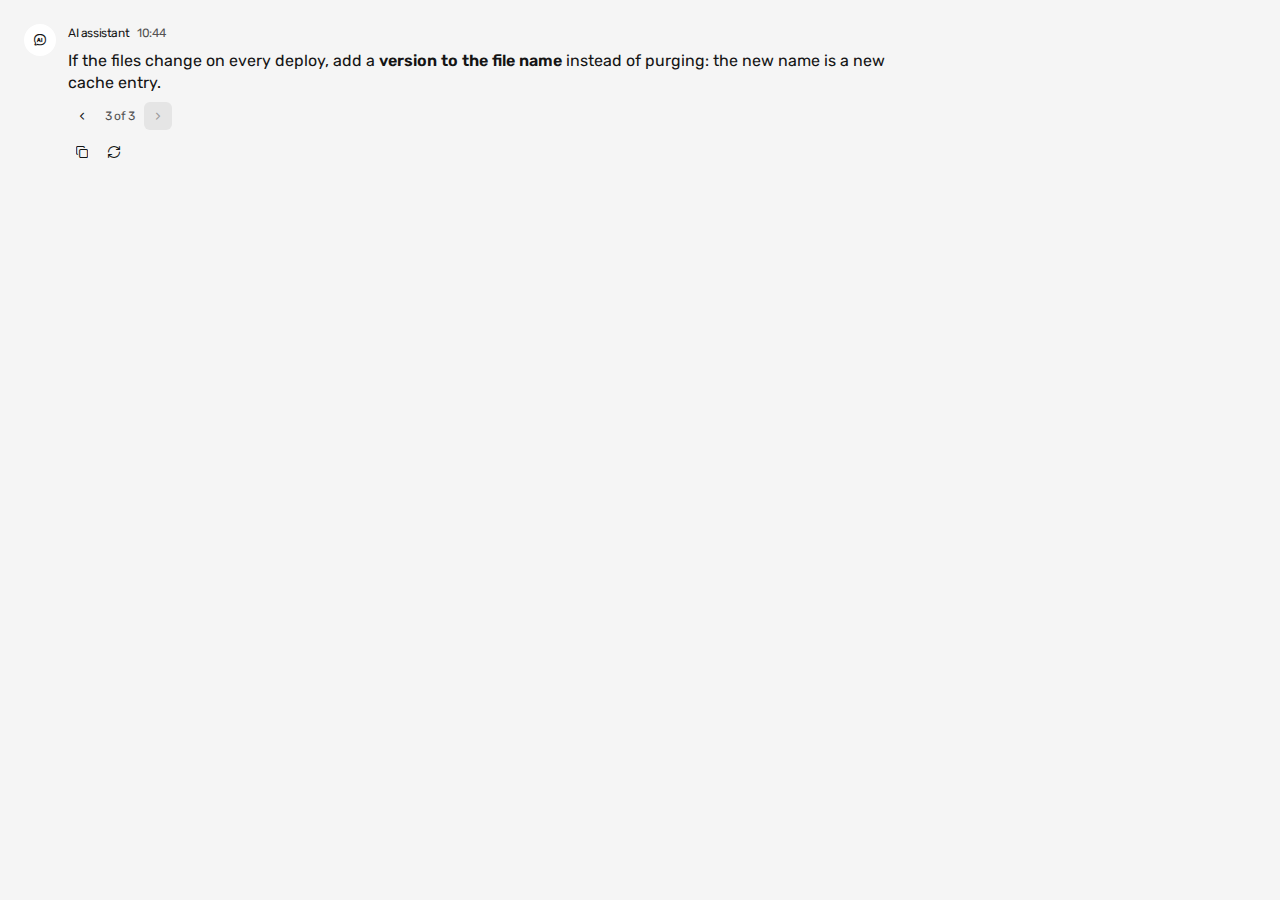 AI assistant 10:44
If the files change on every deploy, add a version to the file name instead of purging: the new name is a new
cache entry.
3 of 3